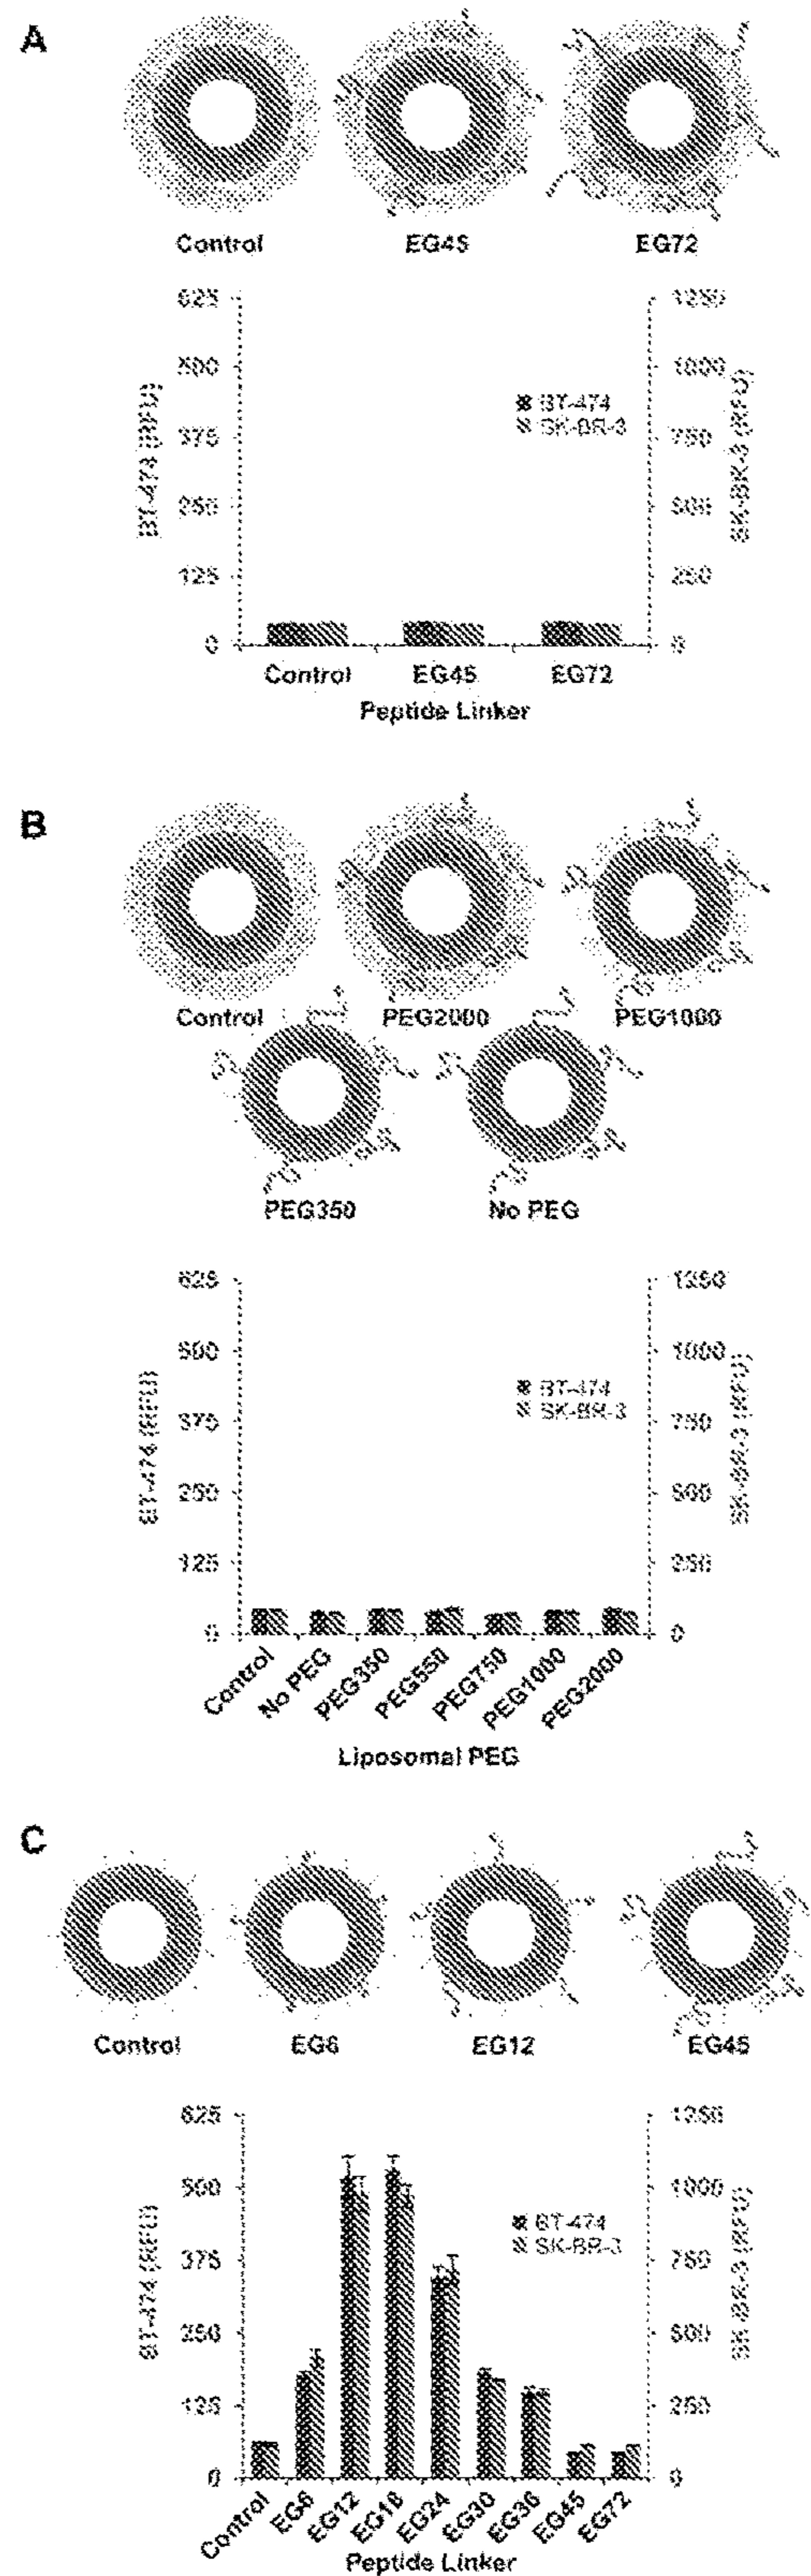 A
Control EG45 EG72
625 1250
500 1000
375 750
250 500
125 250
0 0
BT-474 (RFU)
SK-BR-3 (RFU)
BT-474
SK-BR-3
Control EG45 EG72
Peptide Linker
B
Control PEG2000 PEG1000
PEG350 No PEG
625 1250
500 1000
375 750
250 500
125 250
0 0
BT-474 (RFU)
SK-BR-3 (RFU)
BT-474
SK-BR-3
Control No PEG PEG350 PEG550 PEG750 PEG1000 PEG2000
Liposomal PEG
C
Control EG6 EG12 EG45
625 1250
500 1000
375 750
250 500
125 250
0 0
BT-474 (RFU)
SK-BR-3 (RFU)
BT-474
SK-BR-3
Control EG6 EG12 EG18 EG24 EG30 EG36 EG45 EG72
Peptide Linker